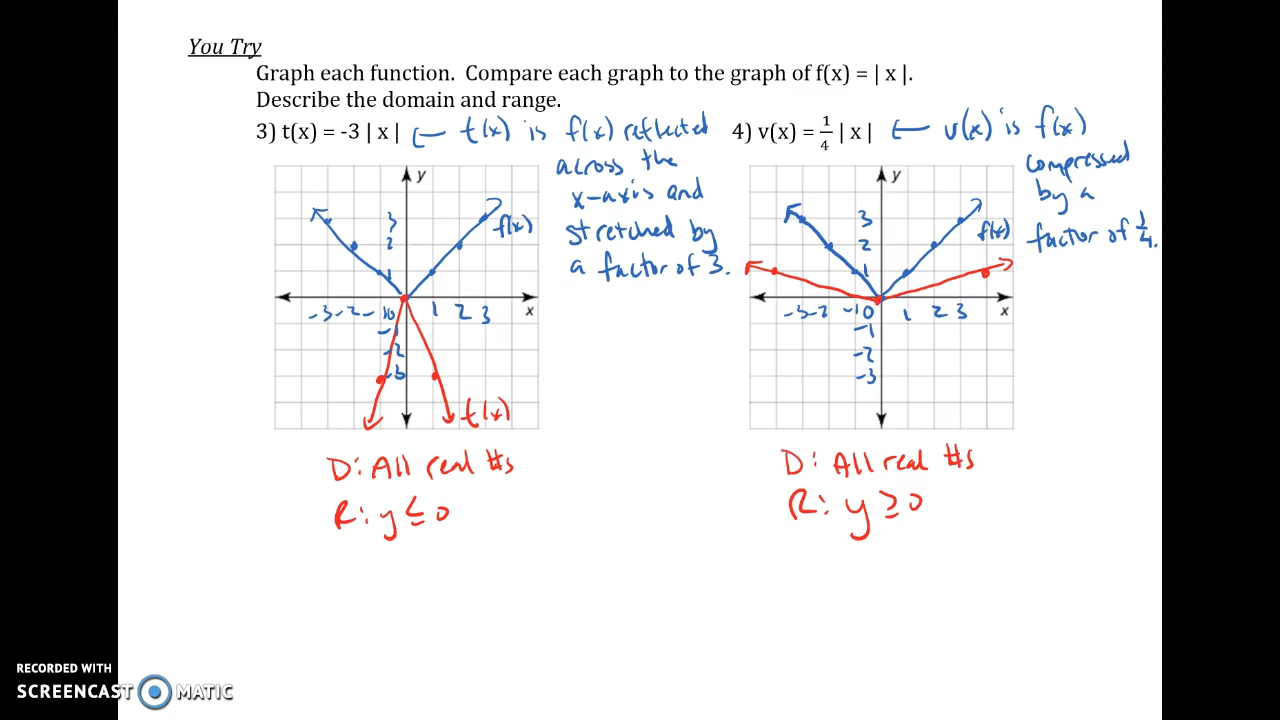 You Try
Graph each function. Compare each graph to the graph of f(x) = | x |.
Describe the domain and range.
3) t(x) = -3 | x | ← t(x) is f(x) reflected
across the
x-axis and
stretched by
a factor of 3.
y
3
2
1
f(x)
-3 -2 -1 0 1 2 3 x
-1
-2
-3
t(x)
D: All real #s
R: y ≤ 0
4) v(x) = 1/4 | x | ← v(x) is f(x)
compressed
by a
factor of 1/4.
y
3
2
1
f(x)
-3 -2 -1 0 1 2 3 x
-1
-2
-3
D: All real #s
R: y ≥ 0
RECORDED WITH
SCREENCAST MATIC